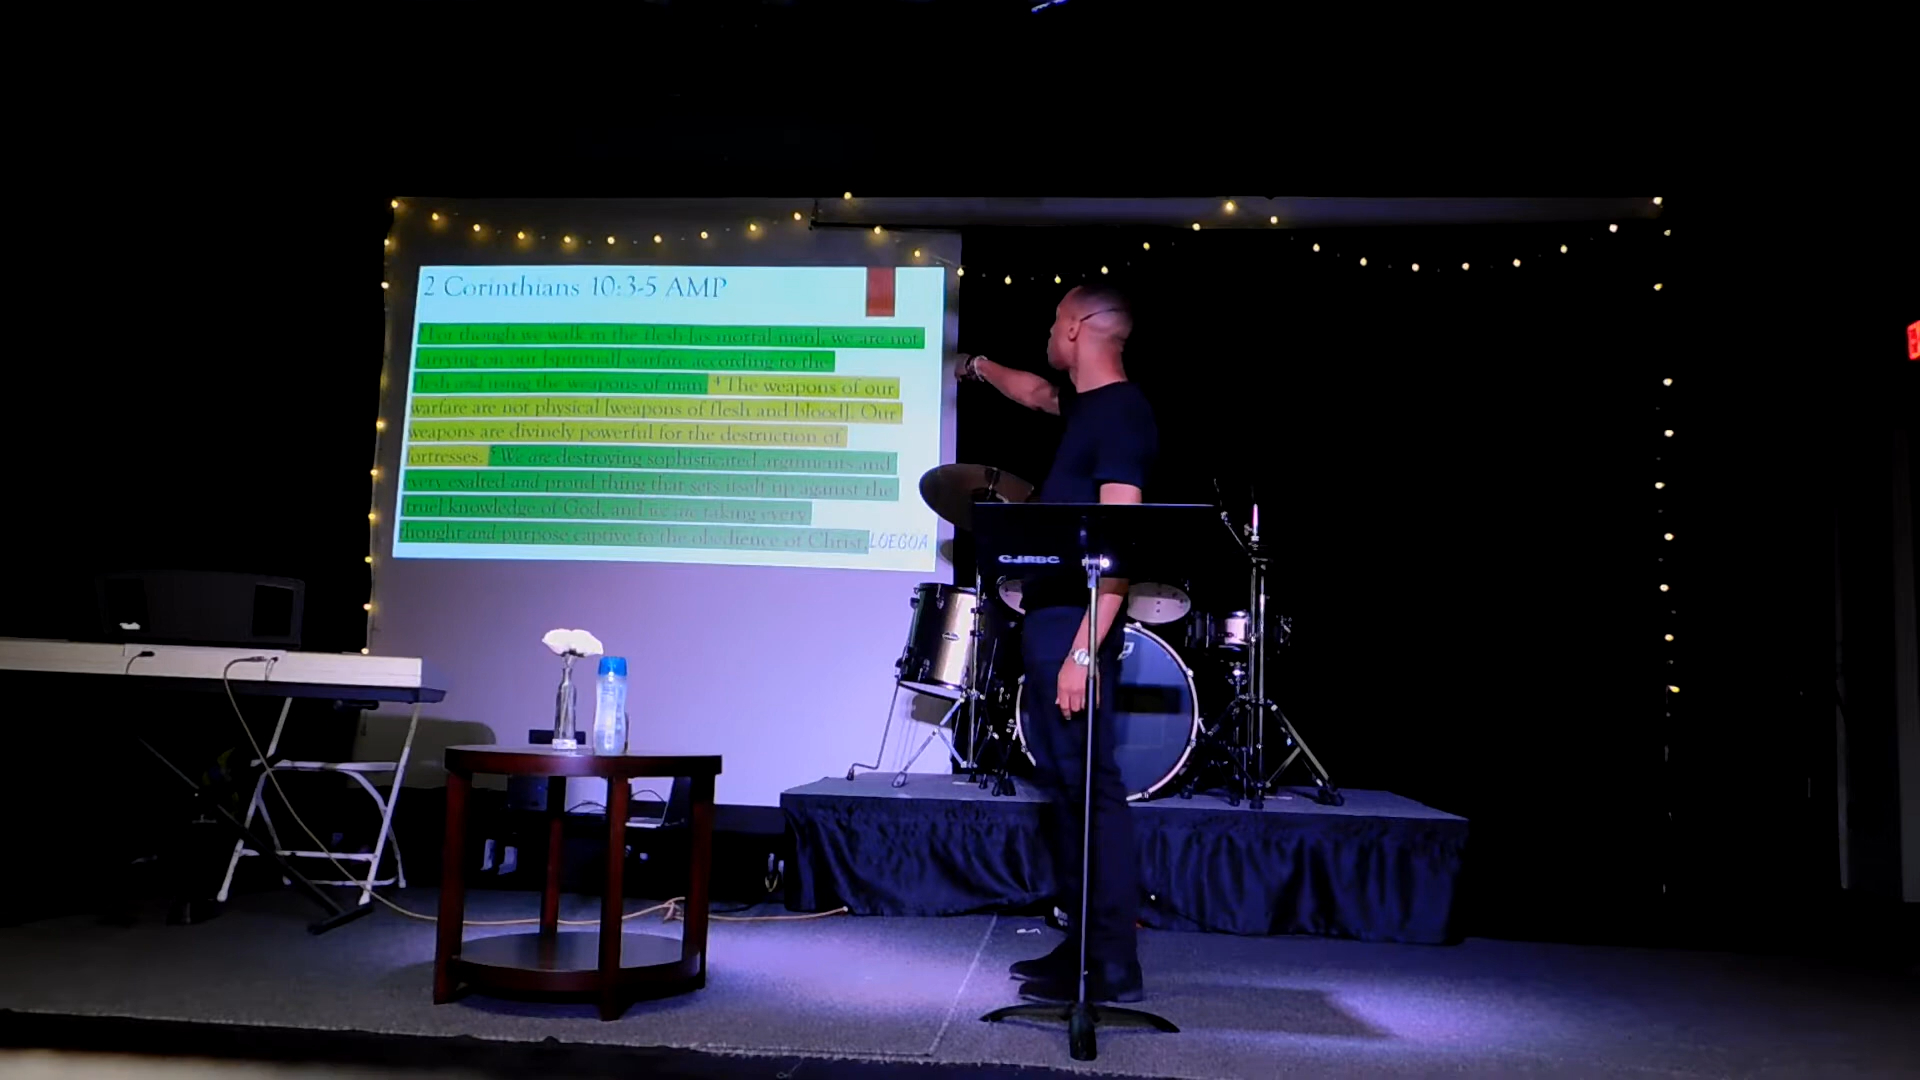 2 Corinthians 10:3-5 AMP
For though we walk in the flesh [as mortal men], we are not
carrying on our [spiritual] warfare according to the
flesh and using the weapons of man. 4 The weapons of our
warfare are not physical [weapons of flesh and blood]. Our
weapons are divinely powerful for the destruction of
fortresses. 5 We are destroying sophisticated arguments and
every exalted and proud thing that sets itself up against the
[true] knowledge of God, and we are taking every
thought and purpose captive to the obedience of Christ, LOEGOA
CJRBC